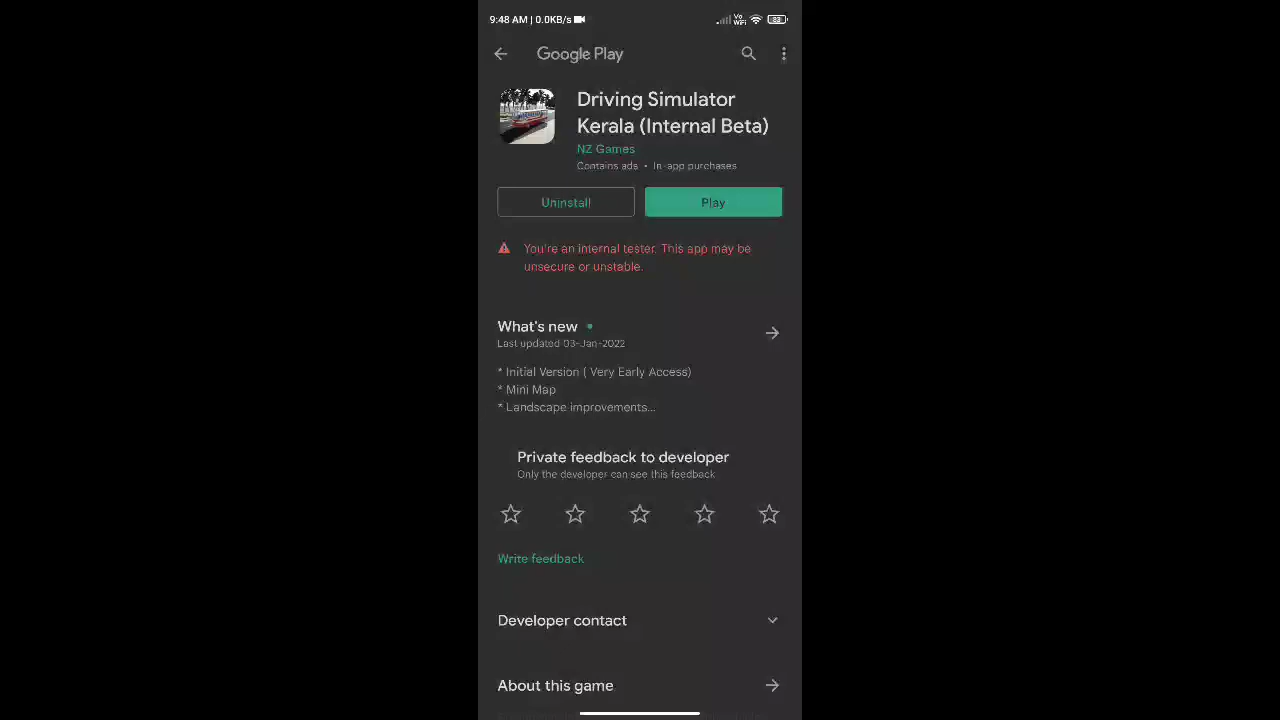 9:48 AM | 0.0KB/s
Vo WiFi 83
Google Play
Driving Simulator
Kerala (Internal Beta)
NZ Games
Contains ads • In-app purchases
Uninstall
Play
You're an internal tester. This app may be
unsecure or unstable.
What's new •
Last updated 03-Jan-2022
* Initial Version ( Very Early Access)
* Mini Map
* Landscape improvements...
Private feedback to developer
Only the developer can see this feedback
Write feedback
Developer contact
About this game